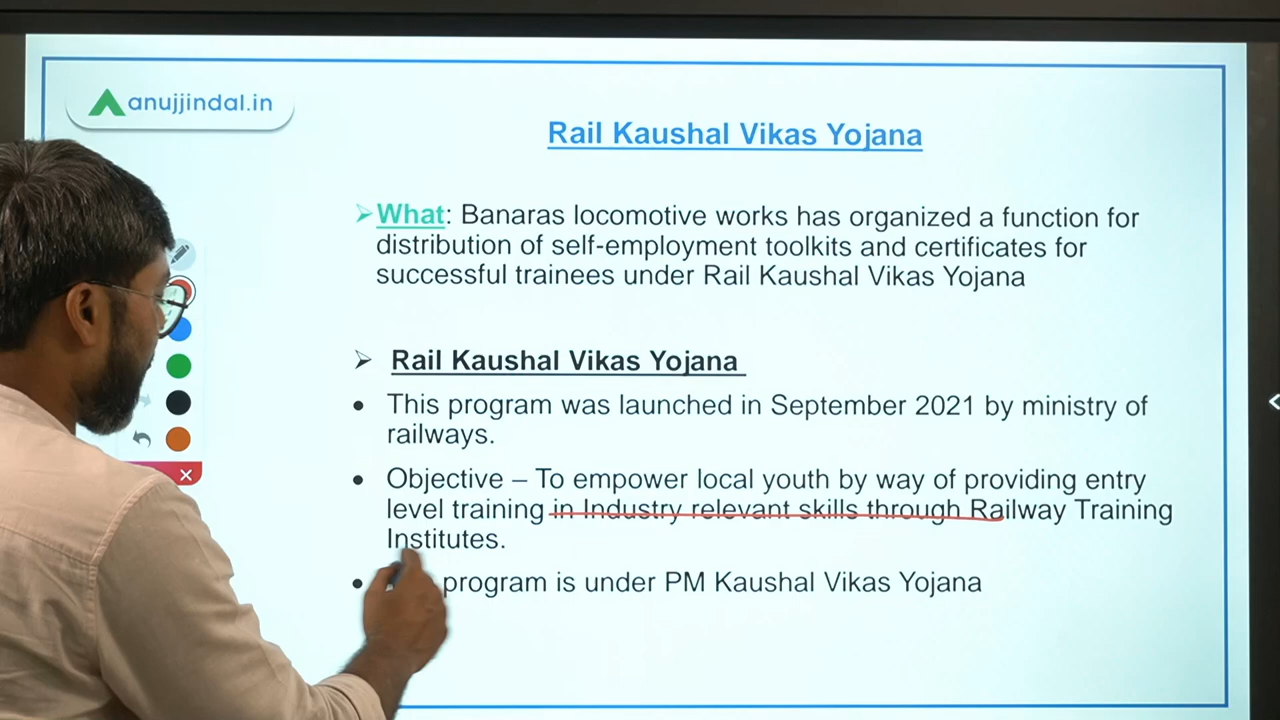 anujjindal.in
Rail Kaushal Vikas Yojana
What: Banaras locomotive works has organized a function for
distribution of self-employment toolkits and certificates for
successful trainees under Rail Kaushal Vikas Yojana
Rail Kaushal Vikas Yojana
This program was launched in September 2021 by ministry of
railways.
Objective – To empower local youth by way of providing entry
level training in Industry relevant skills through Railway Training
Institutes.
program is under PM Kaushal Vikas Yojana